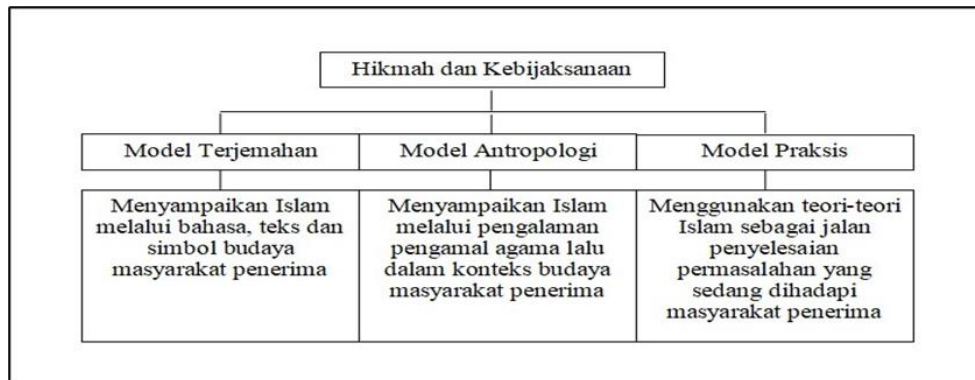 Hikmah dan Kebijaksanaan
Model Terjemahan
Model Antropologi
Model Praksis
Menyampaikan Islam
melalui bahasa, teks dan
simbol budaya
masyarakat penerima
Menyampaikan Islam
melalui pengalaman
pengamal agama lalu
dalam konteks budaya
masyarakat penerima
Menggunakan teori-teori
Islam sebagai jalan
penyelesaian
permasalahan yang
sedang dihadapi
masyarakat penerima